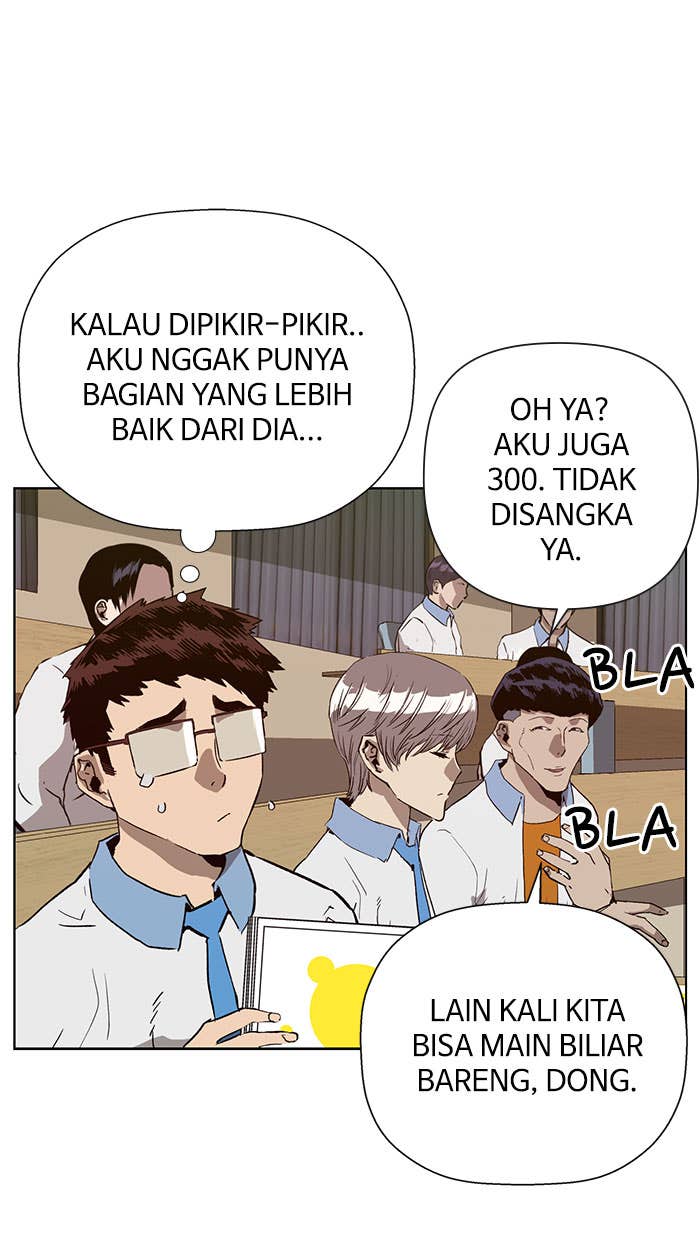 KALAU DIPIKIR-PIKIR..
AKU NGGAK PUNYA
BAGIAN YANG LEBIH
BAIK DARI DIA...
OH YA?
AKU JUGA
300. TIDAK
DISANGKA
YA.
BLA
BLA
LAIN KALI KITA
BISA MAIN BILIAR
BARENG, DONG.